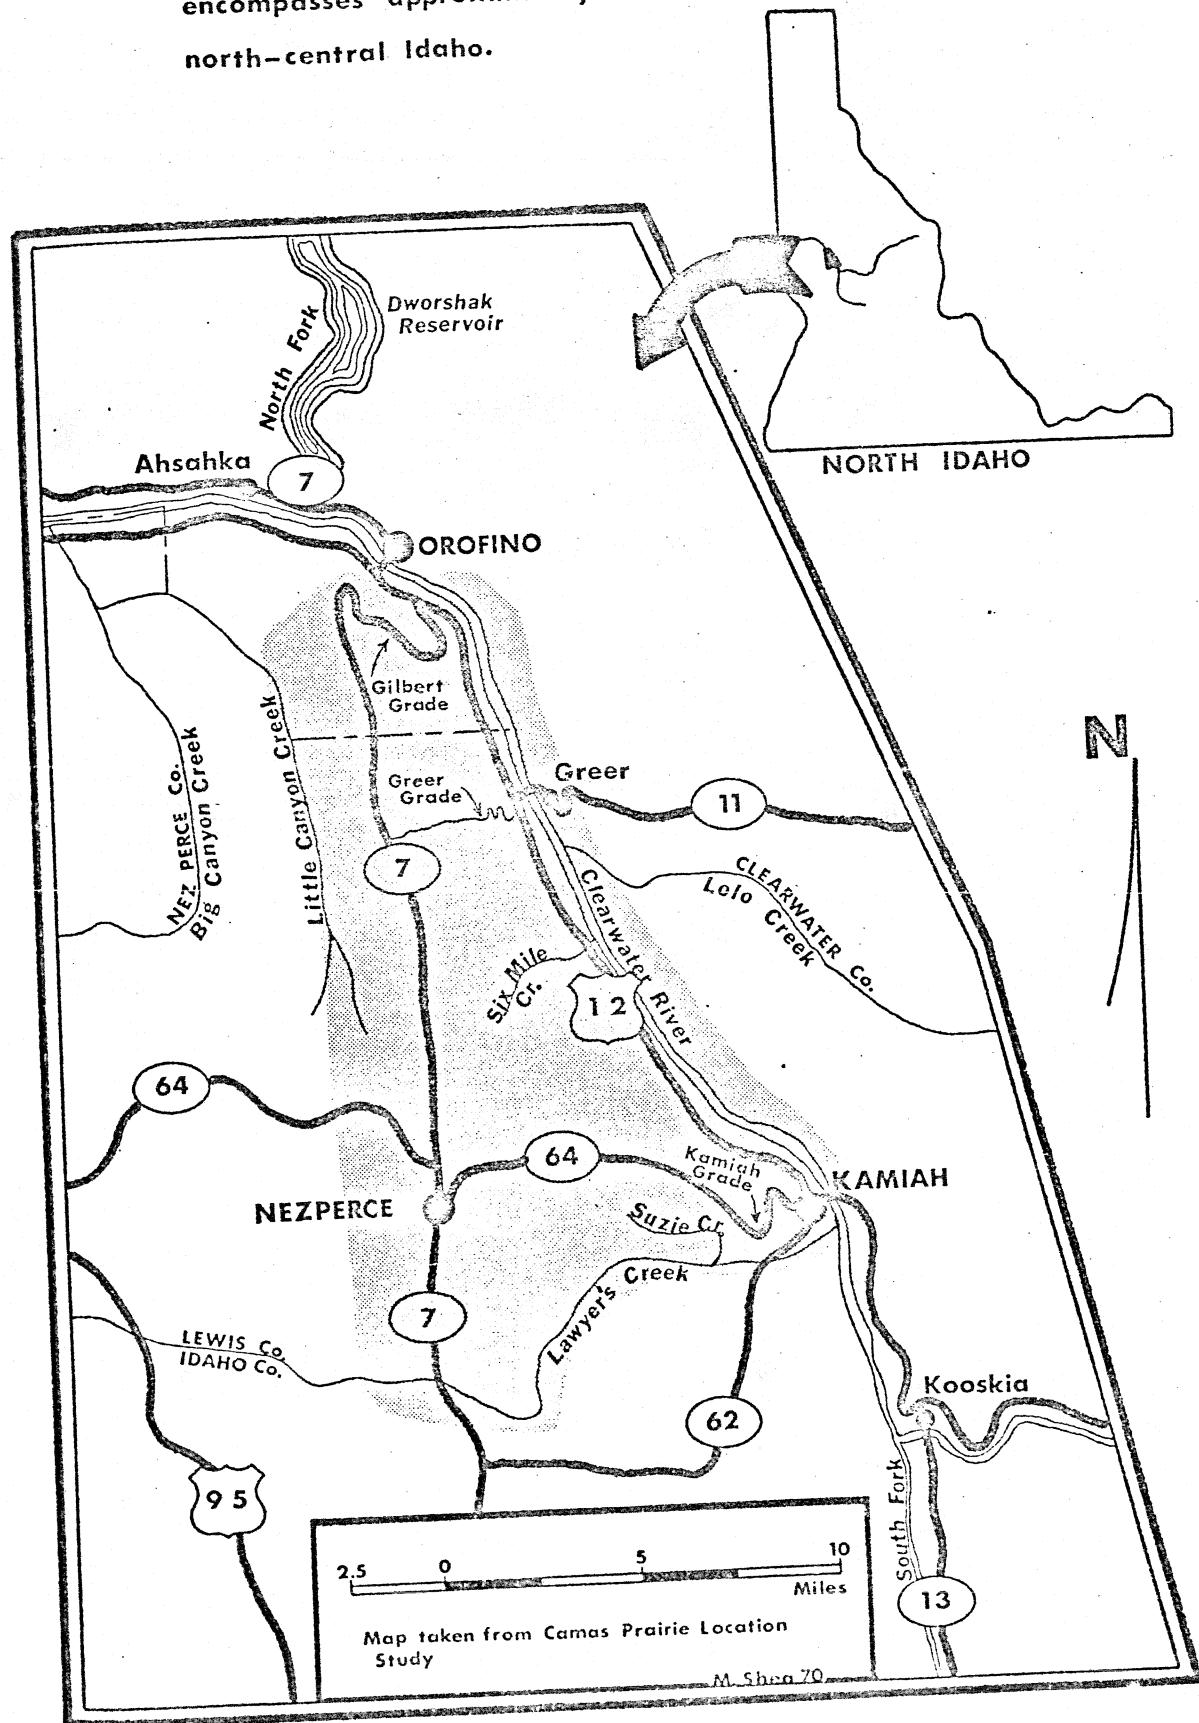 encompasses
north-central Idaho.
NORTH IDAHO
Dworshak
Reservoir
North Fork
Ahsahka
7
OROFINO
Gilbert
Grade
N
Greer
Greer
Grade
11
NEZ PERCE Co.
Big Canyon Creek
Little Canyon Creek
7
CLEARWATER Co.
Lolo Creek
Clearwater River
Six Mile
Cr.
12
64
64
Kamiah
Grade
KAMIAH
NEZPERCE
Suzie Cr.
Lawyer's Creek
7
LEWIS Co.
IDAHO Co.
Kooskia
62
95
South Fork
13
2.5 0 5 10
Miles
Map taken from Camas Prairie Location
Study
M. Shea 70